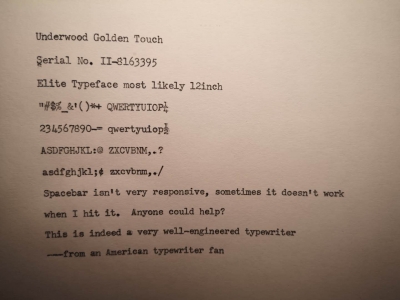 Underwood Golden Touch
Serial No. II-8163395
Elite Typeface most likely 12inch
"#$%_&'()*+ QWERTYUIOP¼
234567890-= qwertyuiop½
ASDFGHJKL:@ ZXCVBNM,.?
asdfghjkl;¢ zxcvbnm,./
Spacebar isn't very responsive, sometimes it doesn't work
when I hit it. Anyone could help?
This is indeed a very well-engineered typewriter
——from an American typewriter fan